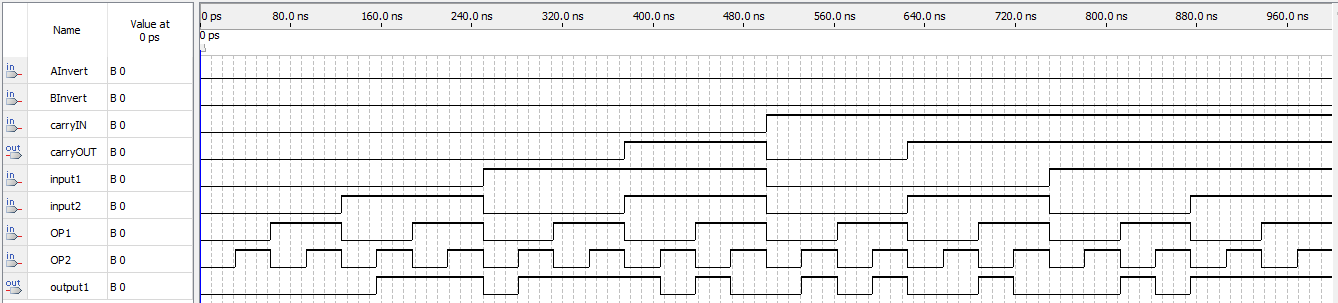 Name
Value at
0 ps
0 ps 80.0 ns 160.0 ns 240.0 ns 320.0 ns 400.0 ns 480.0 ns 560.0 ns 640.0 ns 720.0 ns 800.0 ns 880.0 ns 960.0 ns
0 ps
in AInvert B 0
in BInvert B 0
in carryIN B 0
out carryOUT B 0
in input1 B 0
in input2 B 0
in OP1 B 0
in OP2 B 0
out output1 B 0